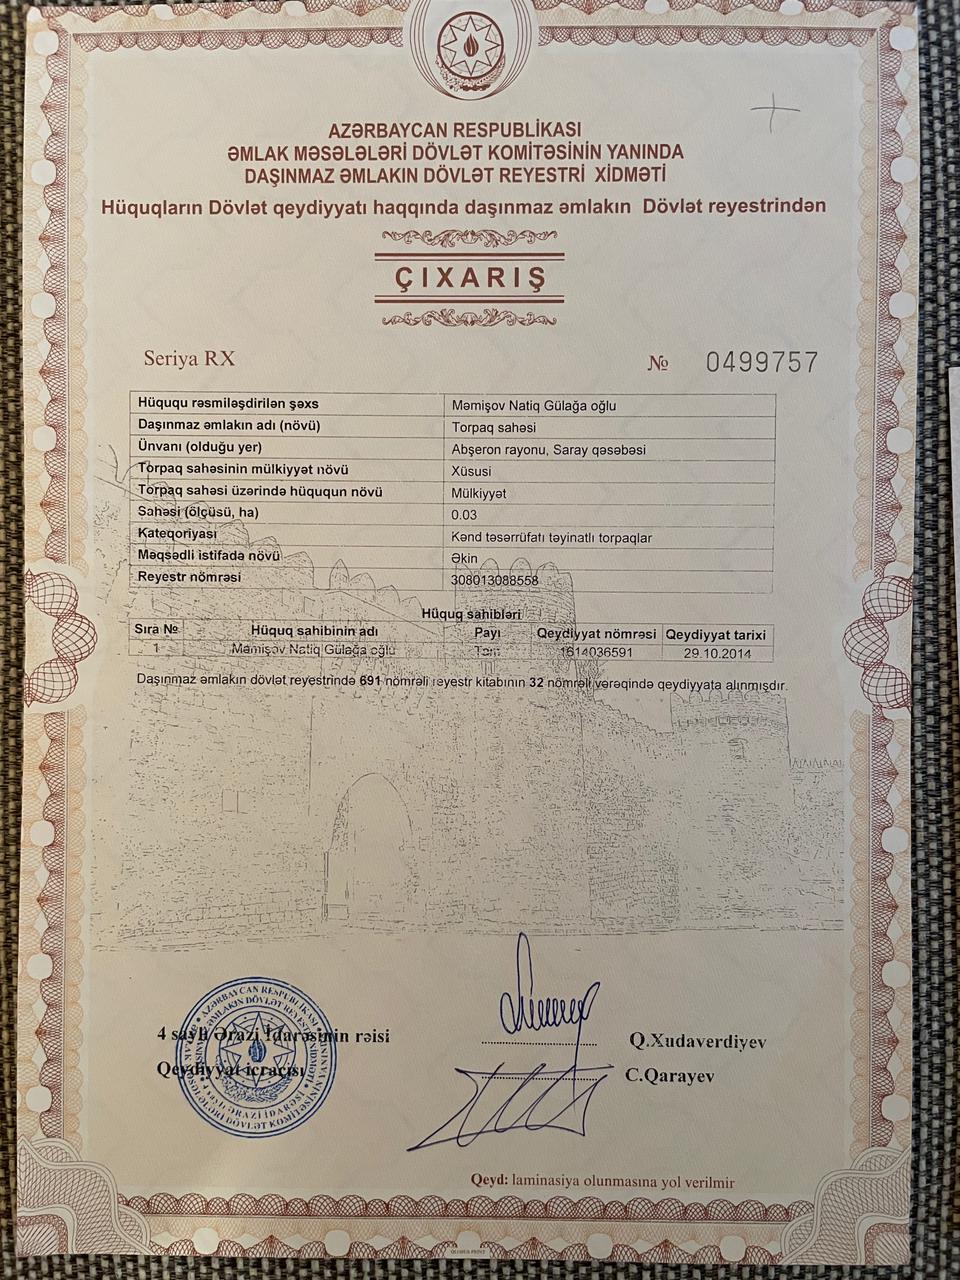 AZƏRBAYCAN RESPUBLİKASI
ƏMLAK MƏSƏLƏLƏRİ DÖVLƏT KOMİTƏSİNİN YANINDA
DAŞINMAZ ƏMLAKIN DÖVLƏT REYESTRİ XİDMƏTİ
Hüquqların Dövlət qeydiyyatı haqqında daşınmaz əmlakın Dövlət reyestrindən
ÇIXARIŞ
Seriya RX № 0499757
Hüququ rəsmiləşdirilən şəxs Məmişov Natiq Gülağa oğlu
Daşınmaz əmlakın adı (növü) Torpaq sahəsi
Ünvanı (olduğu yer) Abşeron rayonu, Saray qəsəbəsi
Torpaq sahəsinin mülkiyyət növü Xüsusi
Torpaq sahəsi üzərində hüququn növü Mülkiyyət
Sahəsi (ölçüsü, ha) 0.03
Kateqoriyası Kənd təsərrüfatı təyinatlı torpaqlar
Məqsədli istifadə növü Əkin
Reyestr nömrəsi 308013088558
Hüquq sahibləri
Sıra № Hüquq sahibinin adı Payı Qeydiyyat nömrəsi Qeydiyyat tarixi
1 Məmişov Natiq Gülağa oğlu Tam 1614036591 29.10.2014
Daşınmaz əmlakın dövlət reyestrində 691 nömrəli reyestr kitabının 32 nömrəli vərəqində qeydiyyata alınmışdır.
4 saylı Ərazi İdarəsinin rəisi Q.Xudaverdiyev
Qeydiyyat icraçısı C.Qarayev
Qeyd: laminasiya olunmasına yol verilmir